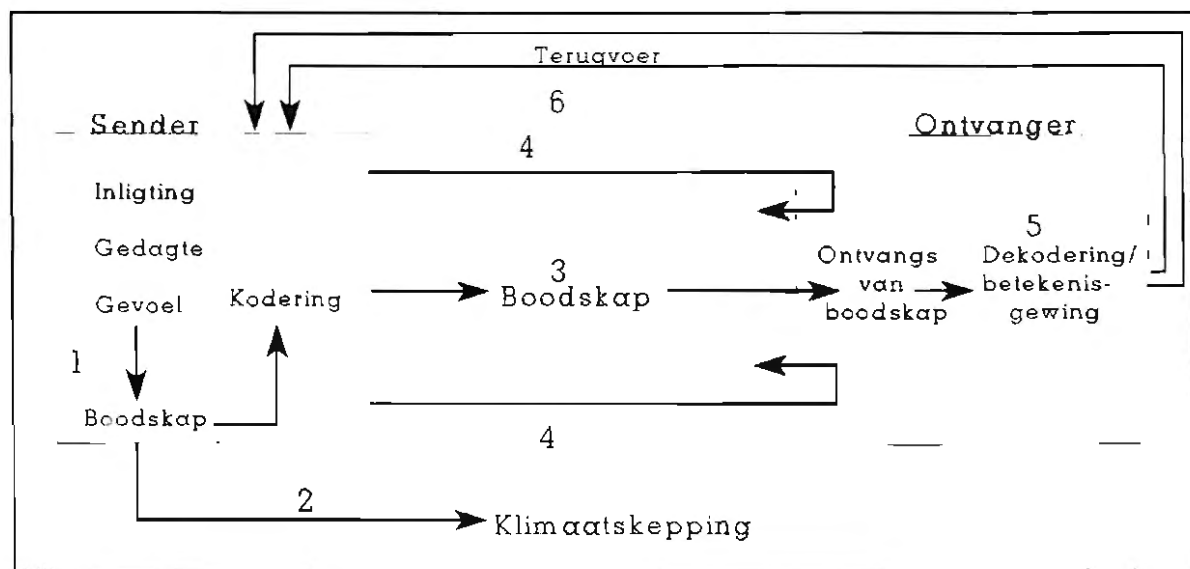 Terugvoer
6
Sender
Ontvanger
4
Inligting
Gedagte
5
Gevoel
Kodering
3
Boodskap
Ontvangs
van
boodskap
Dekodering/
betekenis-
gewing
1
Boodskap
4
2
Klimaatskepping